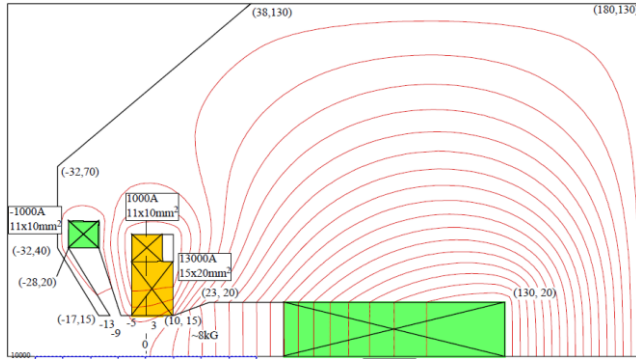 (38,130)
(180,130)
(-32,70)
-1000A
11x10mm²
1000A
11x10mm²
(-32,40)
13000A
15x20mm²
(-28,20)
(23, 20)
(130, 20)
(-17,15)
-13
-9
-5
3
(10, 15)
0
~8kG
10000